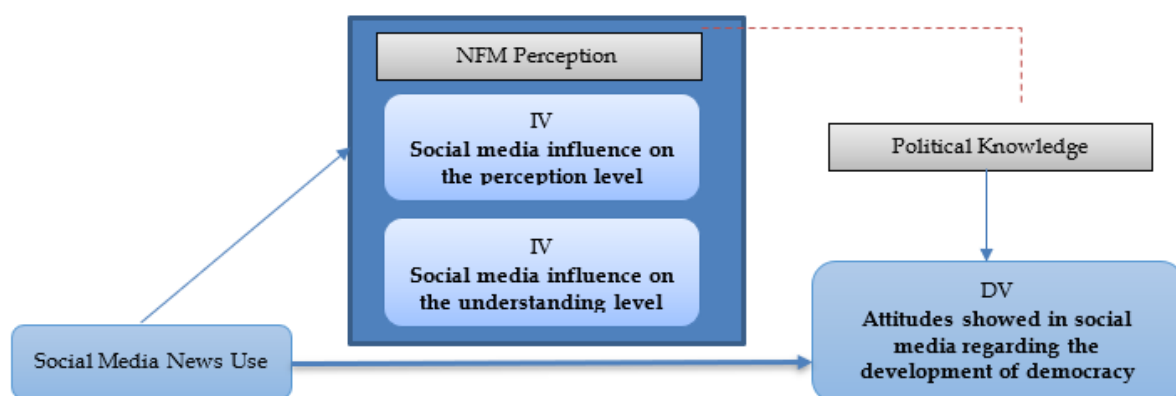 NFM Perception
IV
Social media influence on
the perception level
IV
Social media influence on
the understanding level
Social Media News Use
Political Knowledge
DV
Attitudes showed in social
media regarding the
development of democracy